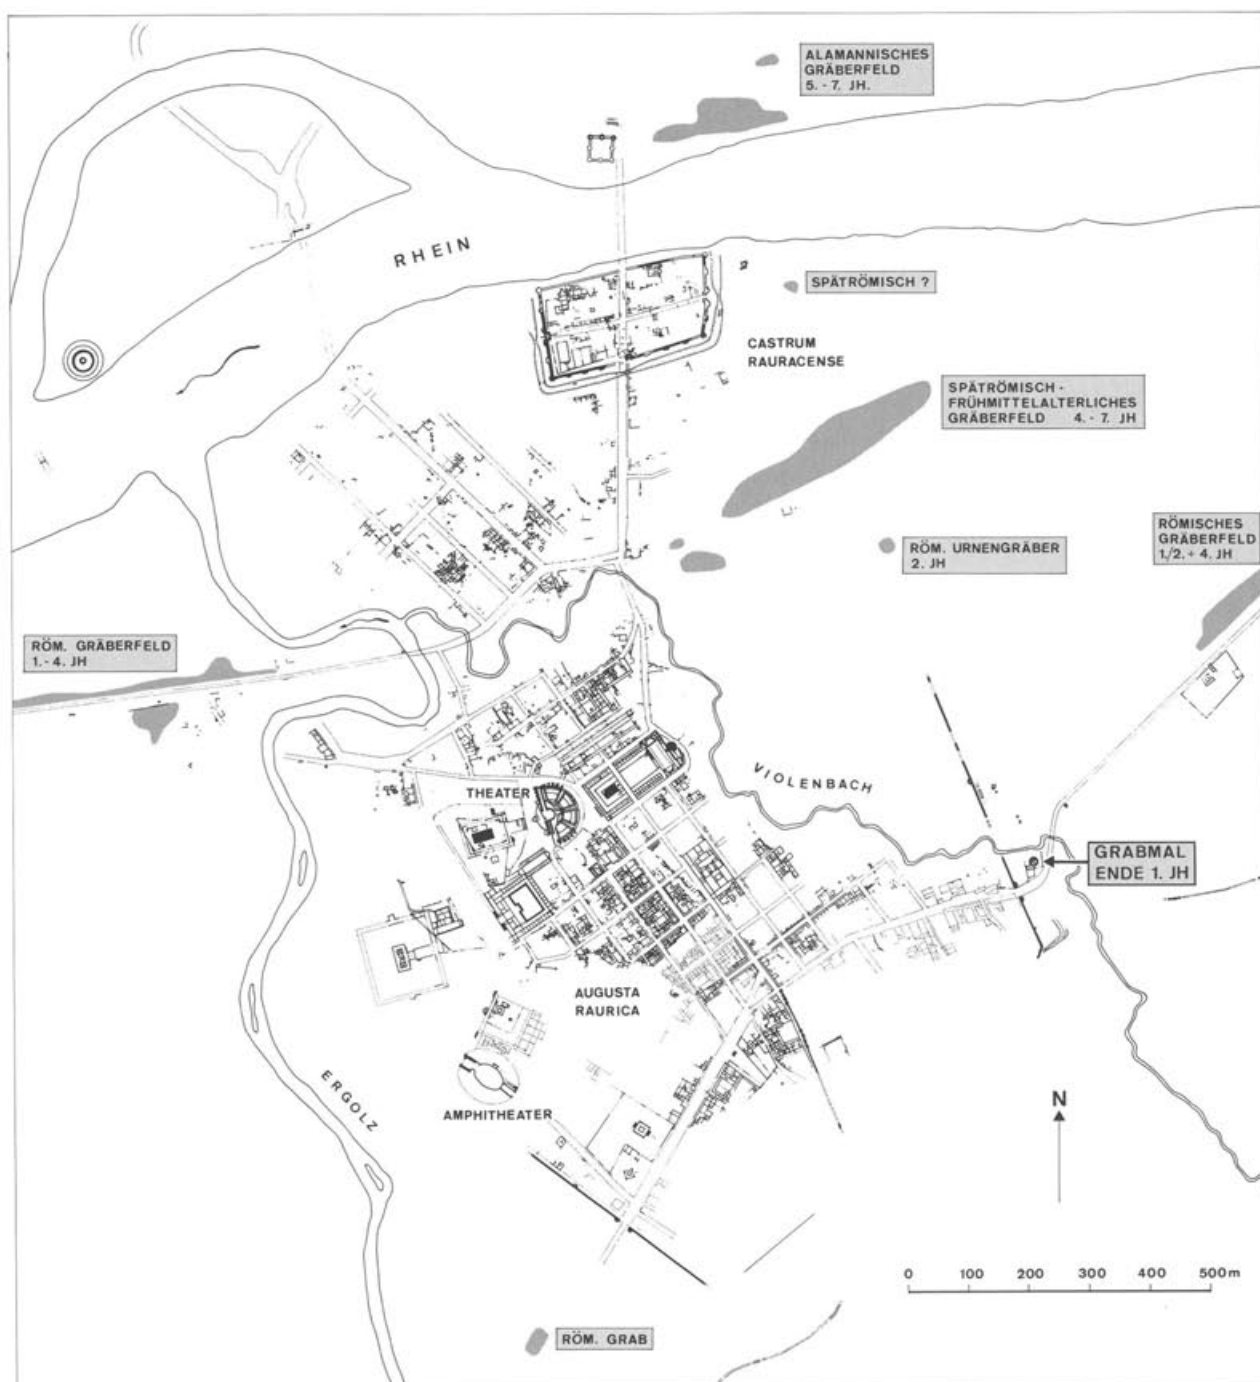 ALAMANNISCHES
GRÄBERFELD
5. - 7. JH.
RHEIN
SPÄTRÖMISCH ?
CASTRUM
RAURACENSE
SPÄTRÖMISCH -
FRÜHMITTELALTERLICHES
GRÄBERFELD 4. - 7. JH
RÖMISCHES
GRÄBERFELD
1./2. + 4. JH
RÖM. URNENGRÄBER
2. JH
RÖM. GRÄBERFELD
1. - 4. JH
VIOLENBACH
THEATER
GRABMAL
ENDE 1. JH
AUGUSTA
RAURICA
ERGOLZ
AMPHITHEATER
N
0 100 200 300 400 500m
RÖM. GRAB